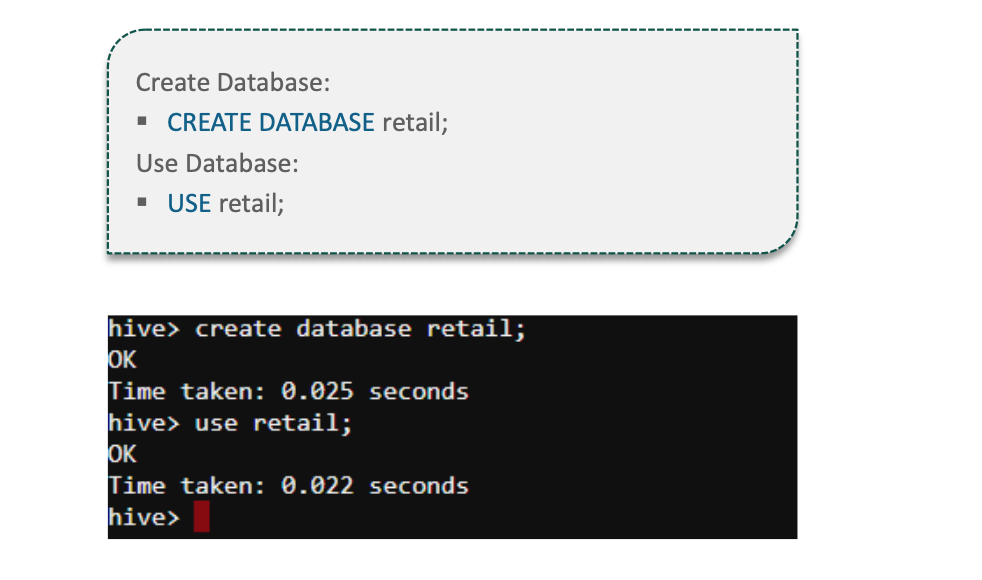 Create Database:
▪ CREATE DATABASE retail;
Use Database:
▪ USE retail;
hive> create database retail;
OK
Time taken: 0.025 seconds
hive> use retail;
OK
Time taken: 0.022 seconds
hive>